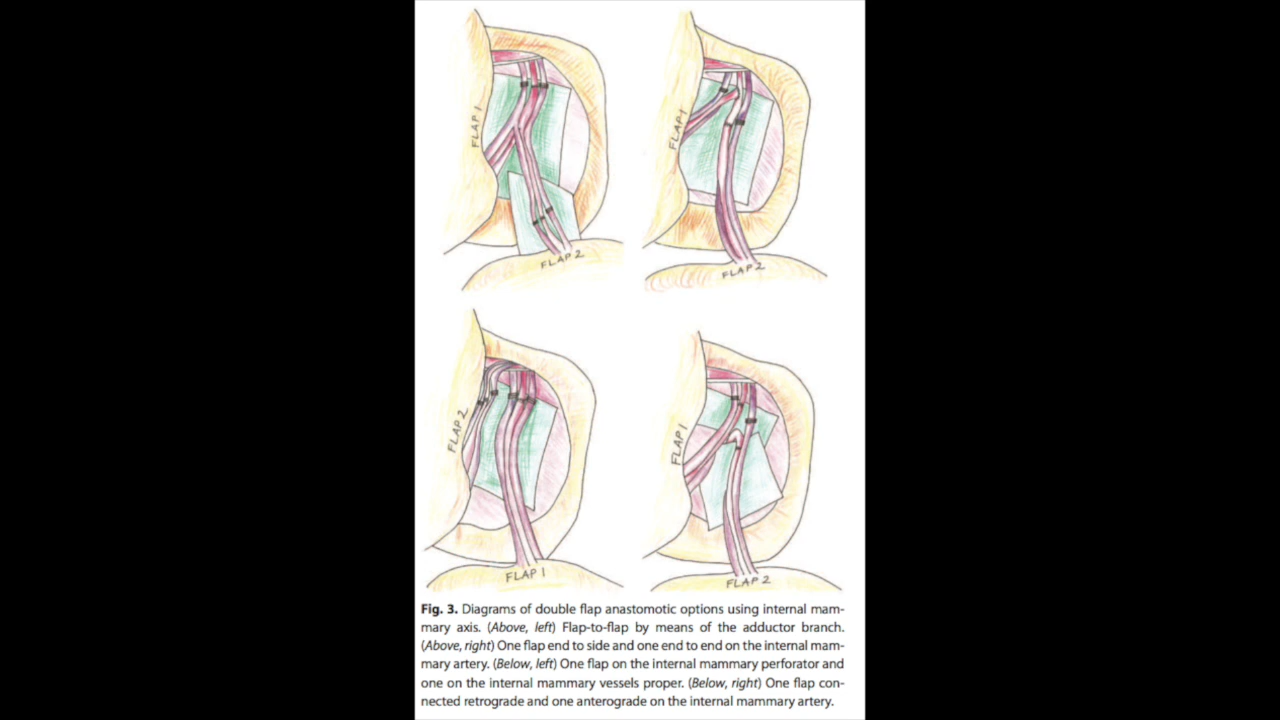 FLAP 1
FLAP 2
FLAP 1
FLAP 2
FLAP 2
FLAP 1
FLAP 1
FLAP 2
Fig. 3. Diagrams of double flap anastomotic options using internal mam-
mary axis. (Above, left) Flap-to-flap by means of the adductor branch.
(Above, right) One flap end to side and one end to end on the internal mam-
mary artery. (Below, left) One flap on the internal mammary perforator and
one on the internal mammary vessels proper. (Below, right) One flap con-
nected retrograde and one anterograde on the internal mammary artery.